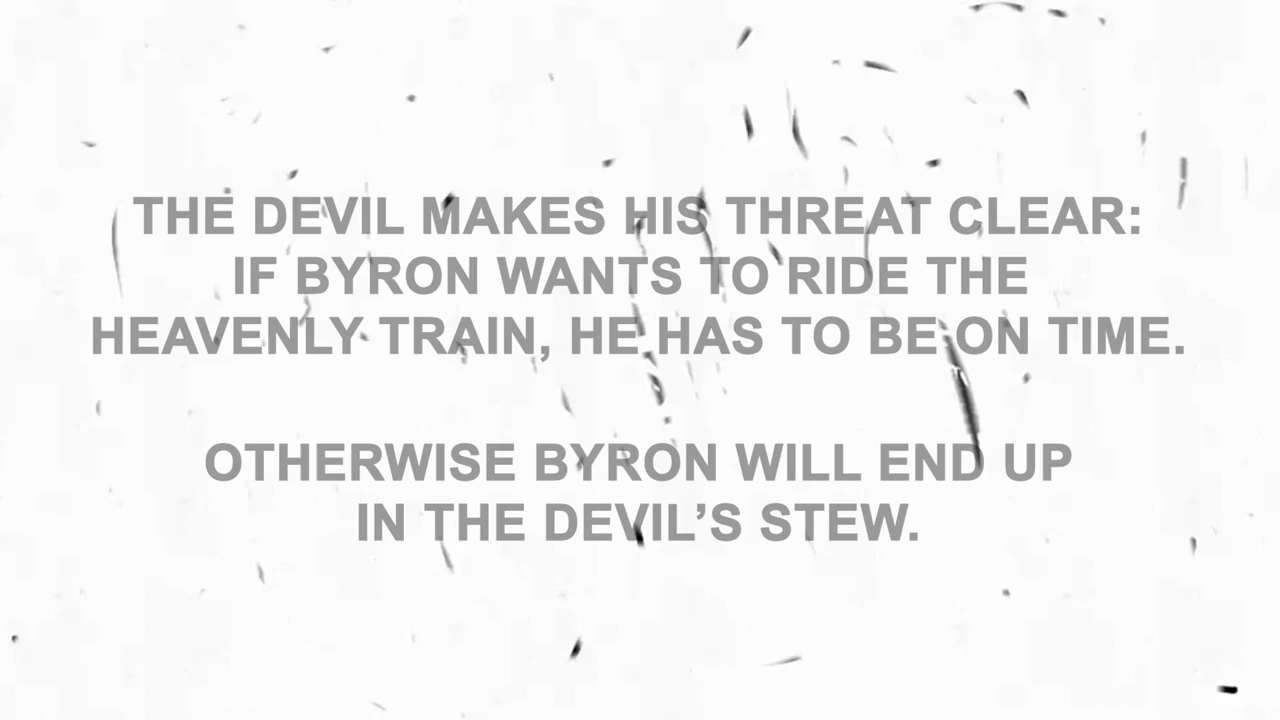 THE DEVIL MAKES HIS THREAT CLEAR:
IF BYRON WANTS TO RIDE THE
HEAVENLY TRAIN, HE HAS TO BE ON TIME.
OTHERWISE BYRON WILL END UP
IN THE DEVIL’S STEW.